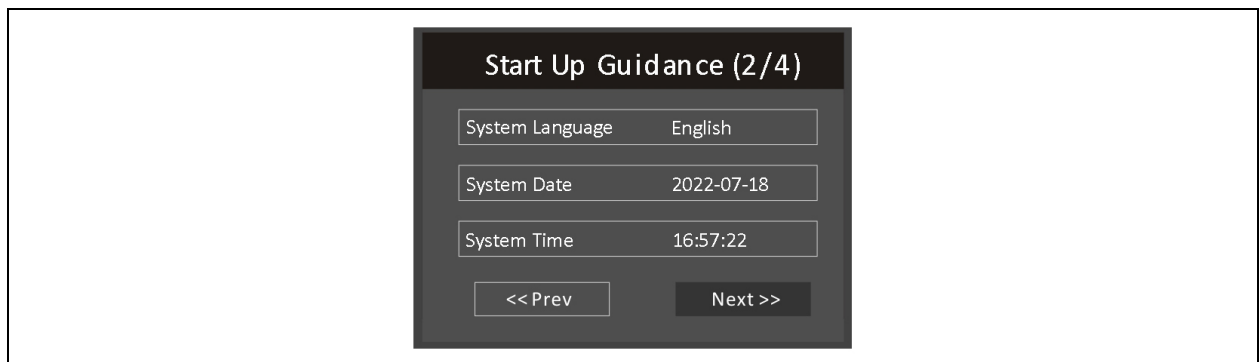 Start Up Guidance (2/4)
System Language English
System Date 2022-07-18
System Time 16:57:22
<< Prev Next >>